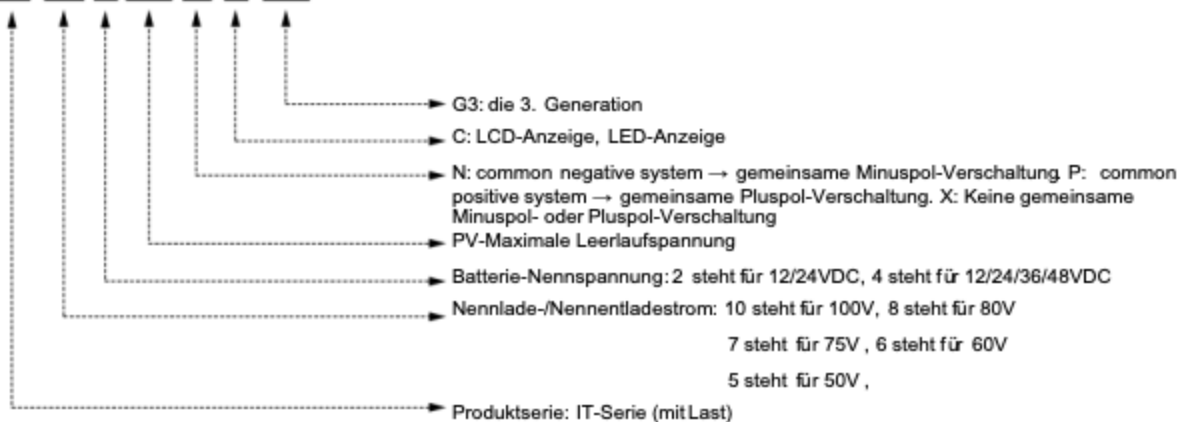 G3: die 3. Generation
C: LCD-Anzeige, LED-Anzeige
N: common negative system → gemeinsame Minuspol-Verschaltung. P: common
positive system → gemeinsame Pluspol-Verschaltung. X: Keine gemeinsame
Minuspol- oder Pluspol-Verschaltung
PV-Maximale Leerlaufspannung
Batterie-Nennspannung: 2 steht für 12/24VDC, 4 steht für 12/24/36/48VDC
Nennlade-/Nennentladestrom: 10 steht für 100V, 8 steht für 80V
7 steht für 75V , 6 steht für 60V
5 steht für 50V ,
Produktserie: IT-Serie (mit Last)